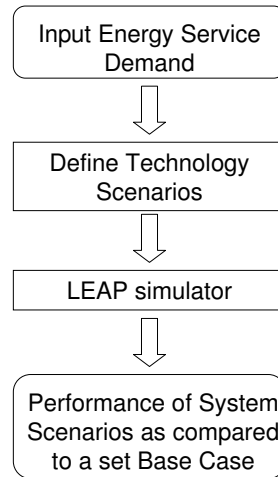 Input Energy Service
Demand
Define Technology
Scenarios
LEAP simulator
Performance of System
Scenarios as compared
to a set Base Case